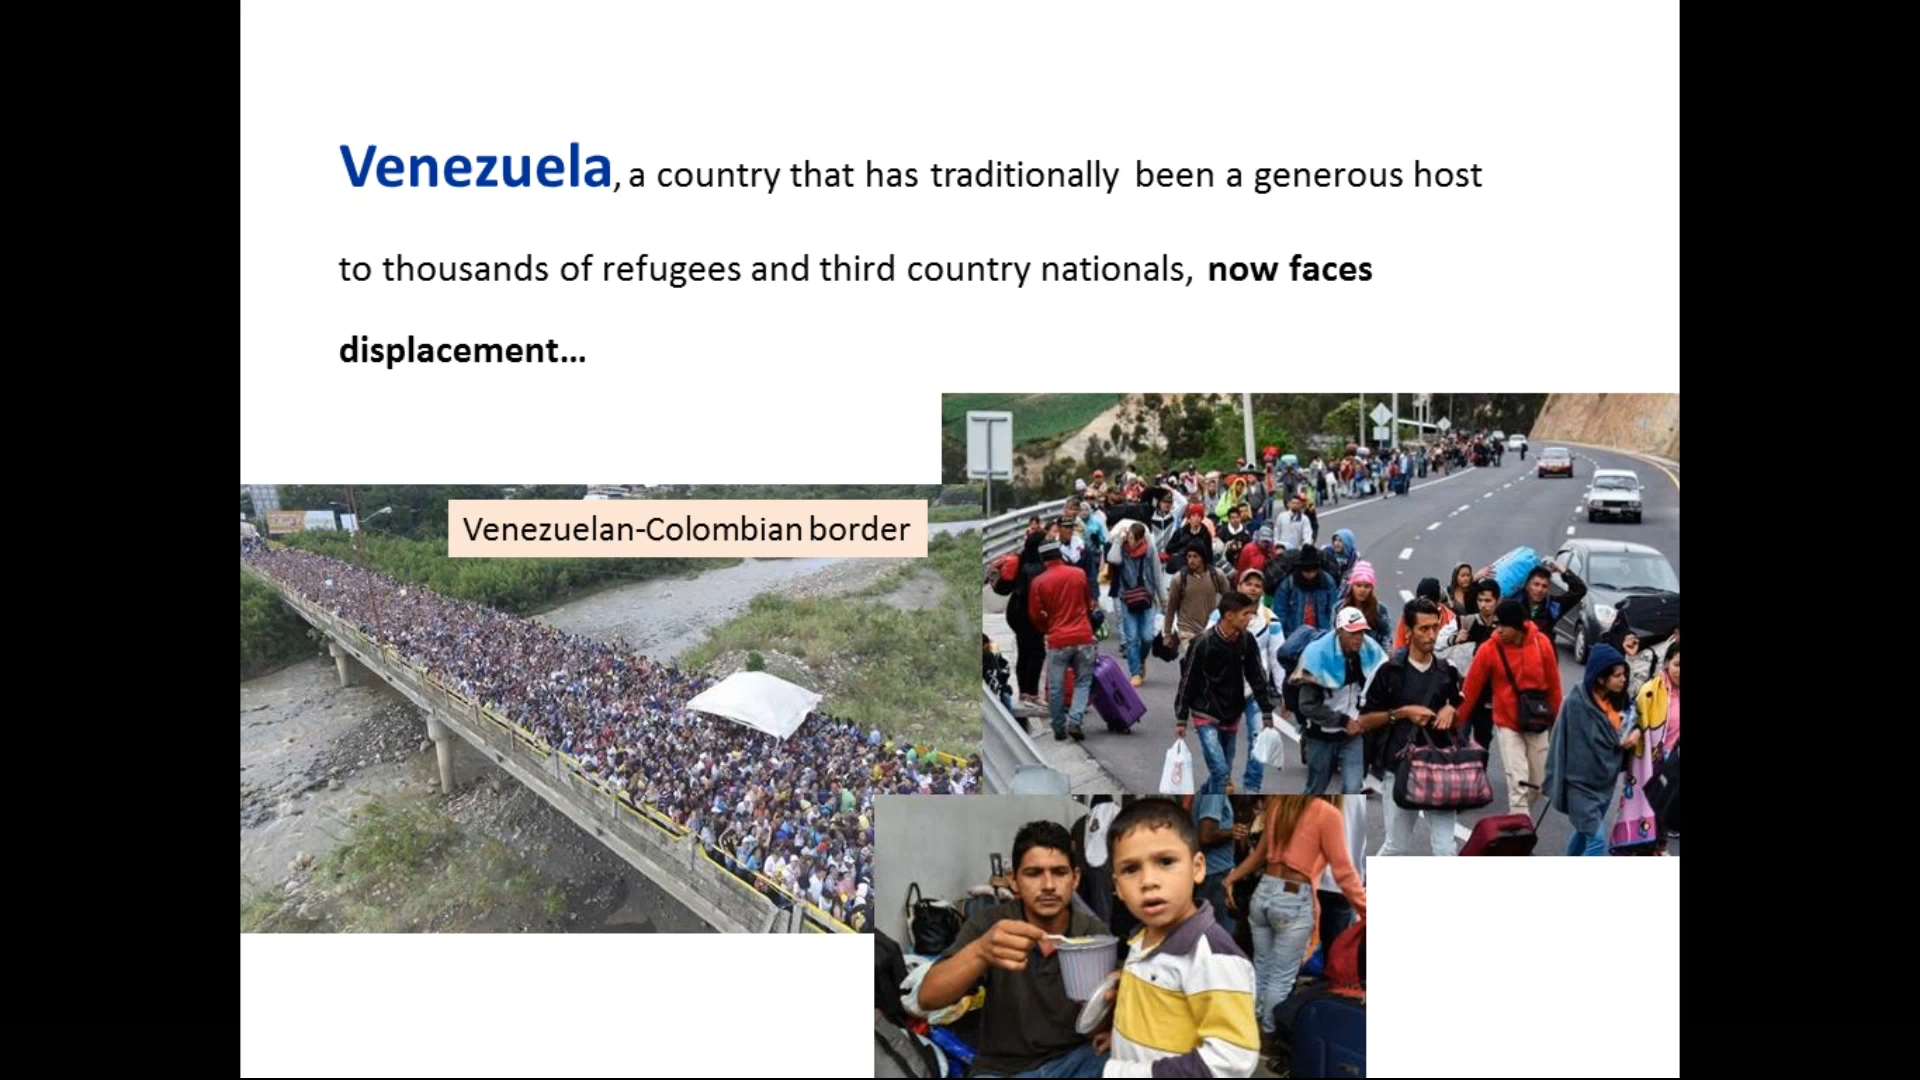 Venezuela, a country that has traditionally been a generous host
to thousands of refugees and third country nationals, now faces
displacement...
Venezuelan-Colombian border